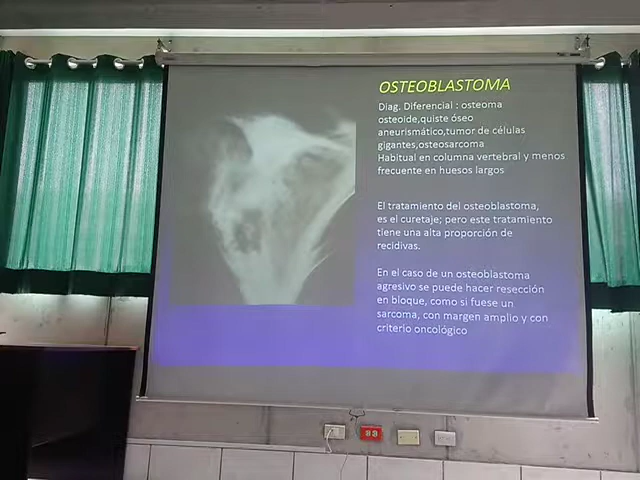 OSTEOBLASTOMA
Diag. Diferencial : osteoma
osteoide,quiste óseo
aneurismático,tumor de células
gigantes,osteosarcoma
Habitual en columna vertebral y menos
frecuente en huesos largos
El tratamiento del osteoblastoma,
es el curetaje; pero este tratamiento
tiene una alta proporción de
recidivas.
En el caso de un osteoblastoma
agresivo se puede hacer resección
en bloque, como si fuese un
sarcoma, con margen amplio y con
criterio oncológico